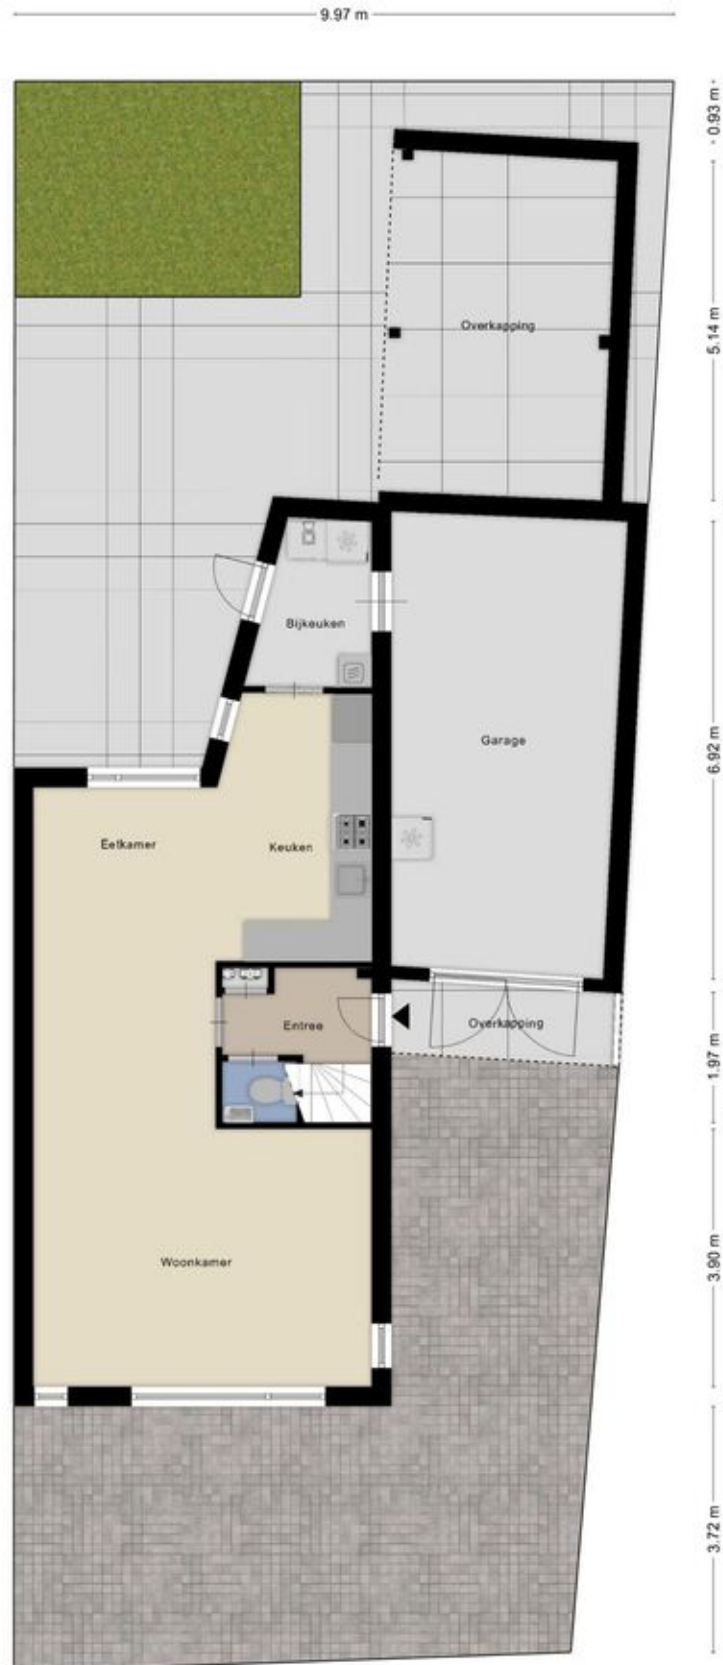 9.97 m
0.93 m
Overkapping
5.14 m
Bijkeuken
Garage
6.92 m
Eetkamer
Keuken
Entree
Overkapping
1.97 m
Woonkamer
3.90 m
3.72 m